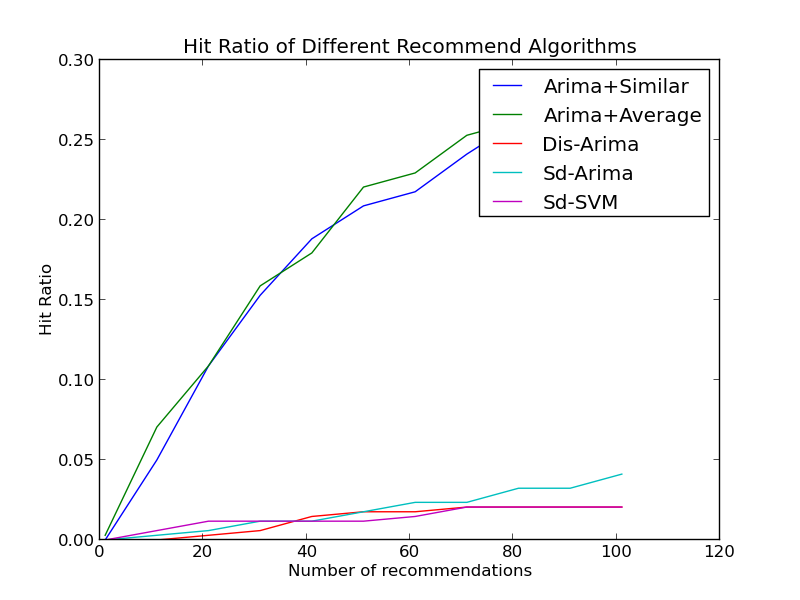 Hit Ratio of Different Recommend Algorithms
0.30
0.25
0.20
0.15
0.10
0.05
0.00
Hit Ratio
Arima+Similar
Arima+Average
Dis-Arima
Sd-Arima
Sd-SVM
0 20 40 60 80 100 120
Number of recommendations